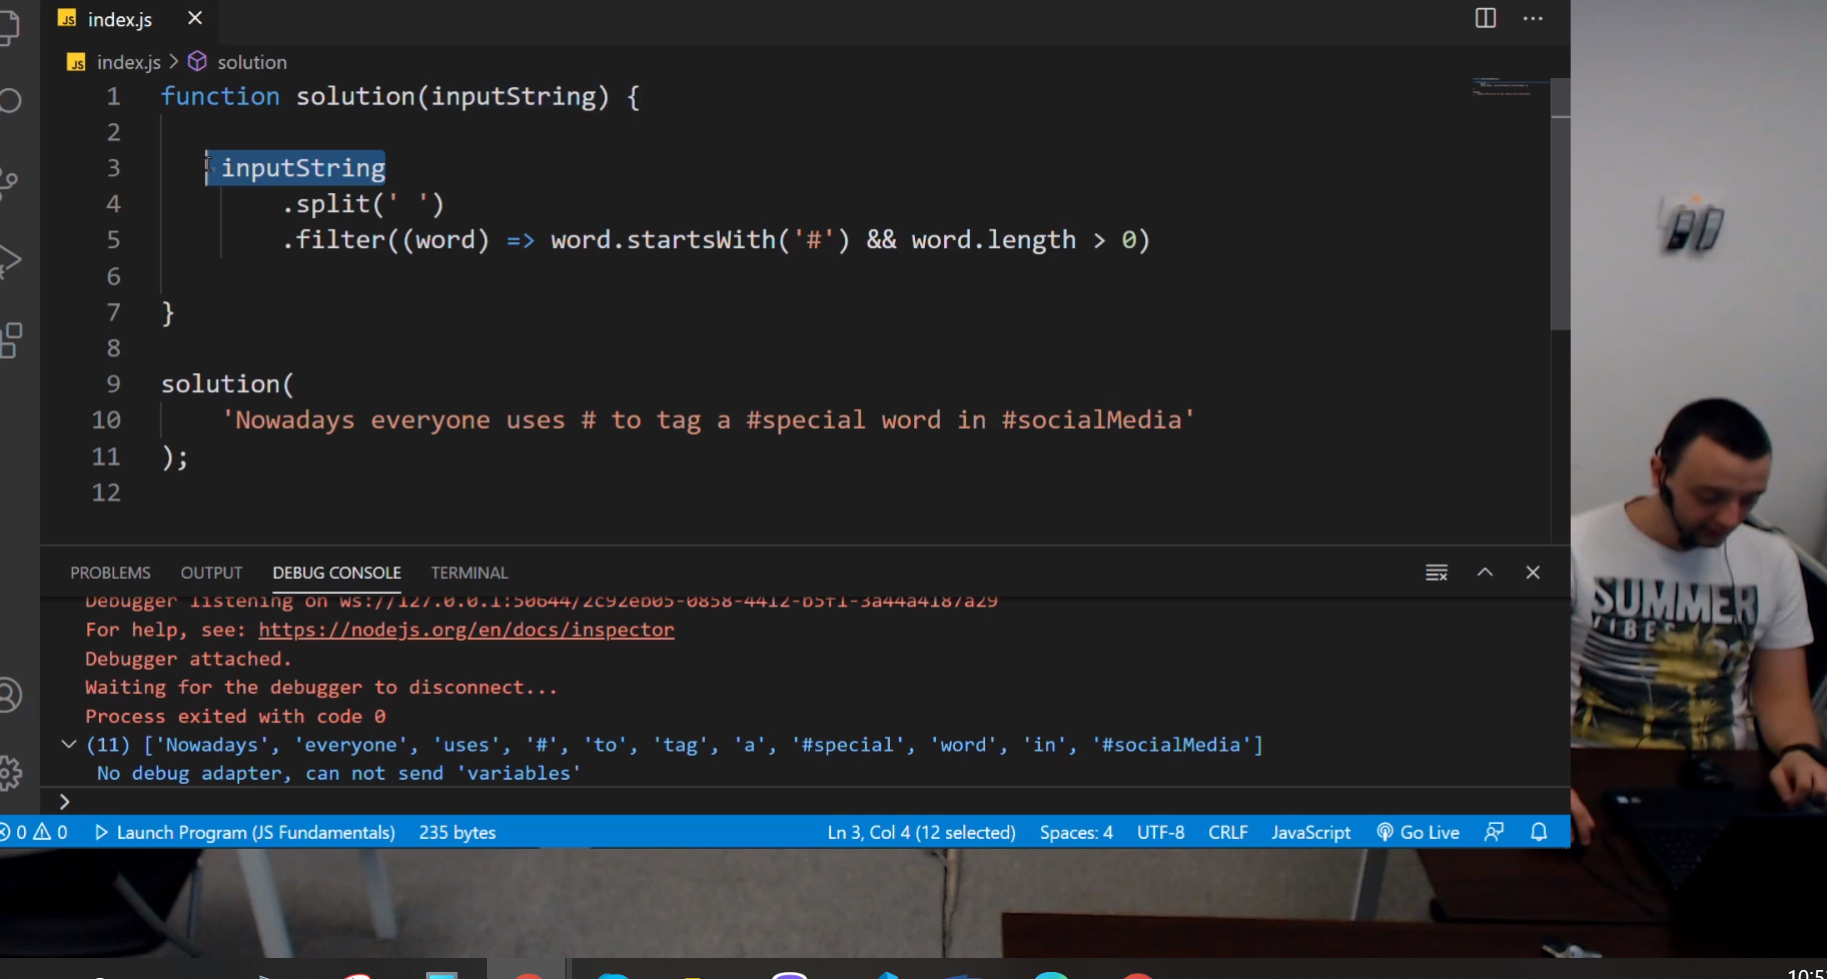 JS index.js
JS index.js > solution
1 function solution(inputString) {
2
3 inputString
4 .split(' ')
5 .filter((word) => word.startsWith('#') && word.length > 0)
6
7 }
8
9 solution(
10 'Nowadays everyone uses # to tag a #special word in #socialMedia'
11 );
12
PROBLEMS OUTPUT DEBUG CONSOLE TERMINAL
Debugger listening on ws://127.0.0.1:50644/2c92eb05-0858-4412-b5f1-3a44a4187a29
For help, see: https://nodejs.org/en/docs/inspector
Debugger attached.
Waiting for the debugger to disconnect...
Process exited with code 0
(11) ['Nowadays', 'everyone', 'uses', '#', 'to', 'tag', 'a', '#special', 'word', 'in', '#socialMedia']
No debug adapter, can not send 'variables'
>
0 0 Launch Program (JS Fundamentals) 235 bytes Ln 3, Col 4 (12 selected) Spaces: 4 UTF-8 CRLF JavaScript Go Live
SUMMER
VIBES